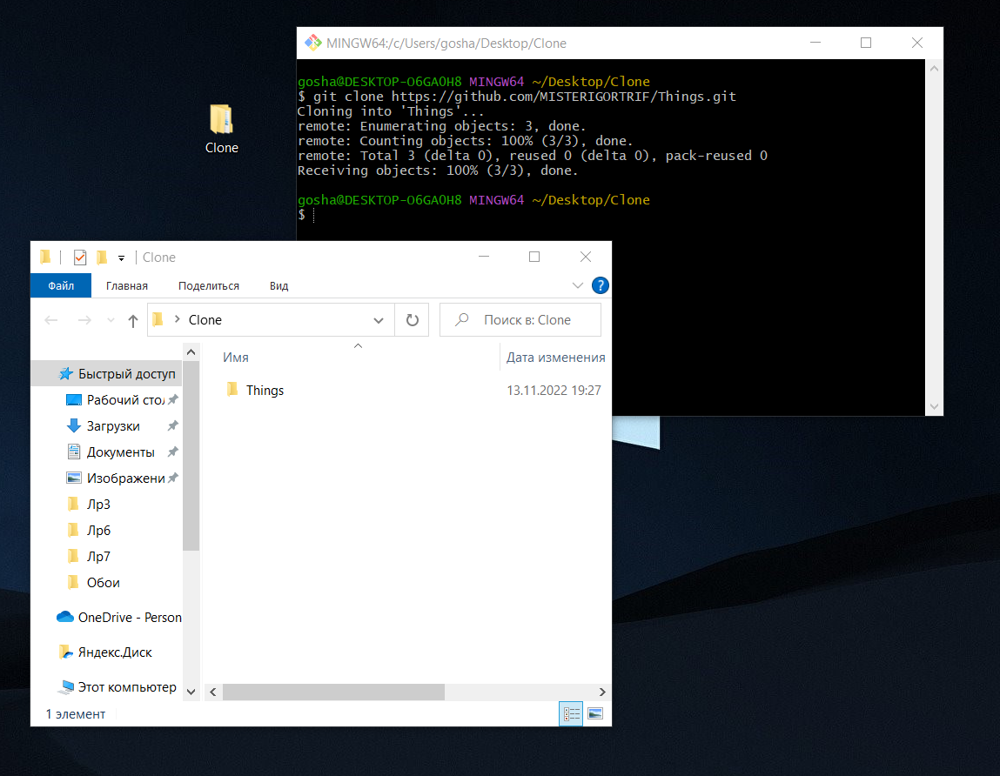 MINGW64:/c/Users/gosha/Desktop/Clone
gosha@DESKTOP-O6GAOH8 MINGW64 ~/Desktop/Clone
$ git clone https://github.com/MISTERIGORTRIF/Things.git
Cloning into 'Things'...
remote: Enumerating objects: 3, done.
remote: Counting objects: 100% (3/3), done.
remote: Total 3 (delta 0), reused 0 (delta 0), pack-reused 0
Receiving objects: 100% (3/3), done.
gosha@DESKTOP-O6GAOH8 MINGW64 ~/Desktop/Clone
$
Clone
Clone
Файл Главная Поделиться Вид
Clone
Поиск в: Clone
Имя
Дата изменения
Things
13.11.2022 19:27
Быстрый доступ
Рабочий сто
Загрузки
Документы
Изображени
Лр3
Лр6
Лр7
Обои
OneDrive - Person
Яндекс.Диск
Этот компьютер
1 элемент